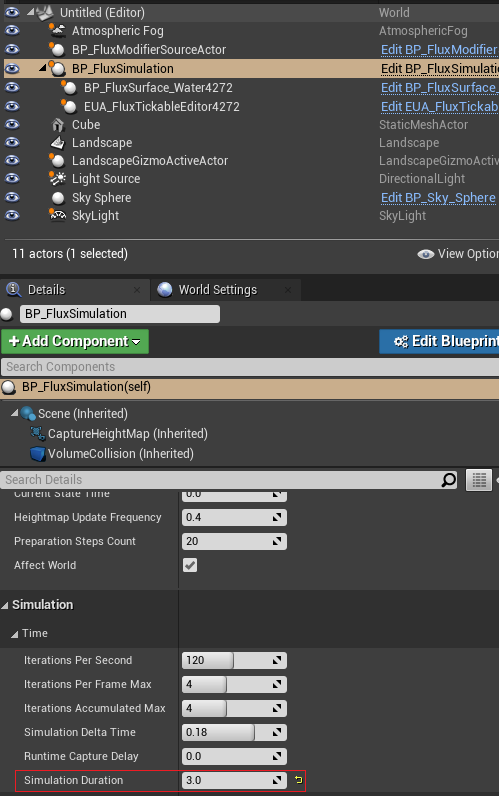 Untitled (Editor) World
Atmospheric Fog AtmosphericFog
BP_FluxModifierSourceActor Edit BP_FluxModifier
BP_FluxSimulation Edit BP_FluxSimulati
BP_FluxSurface_Water4272 Edit BP_FluxSurface_
EUA_FluxTickableEditor4272 Edit EUA_FluxTickab
Cube StaticMeshActor
Landscape Landscape
LandscapeGizmoActiveActor LandscapeGizmoActiv
Light Source DirectionalLight
Sky Sphere Edit BP_Sky_Sphere
SkyLight SkyLight
11 actors (1 selected) View Option
Details World Settings
BP_FluxSimulation
+ Add Component Edit Blueprint
Search Components
BP_FluxSimulation(self)
Scene (Inherited)
CaptureHeightMap (Inherited)
VolumeCollision (Inherited)
Search Details
Current State Time 0.0
Heightmap Update Frequency 0.4
Preparation Steps Count 20
Affect World
Simulation
Time
Iterations Per Second 120
Iterations Per Frame Max 4
Iterations Accumulated Max 4
Simulation Delta Time 0.18
Runtime Capture Delay 0.0
Simulation Duration 3.0